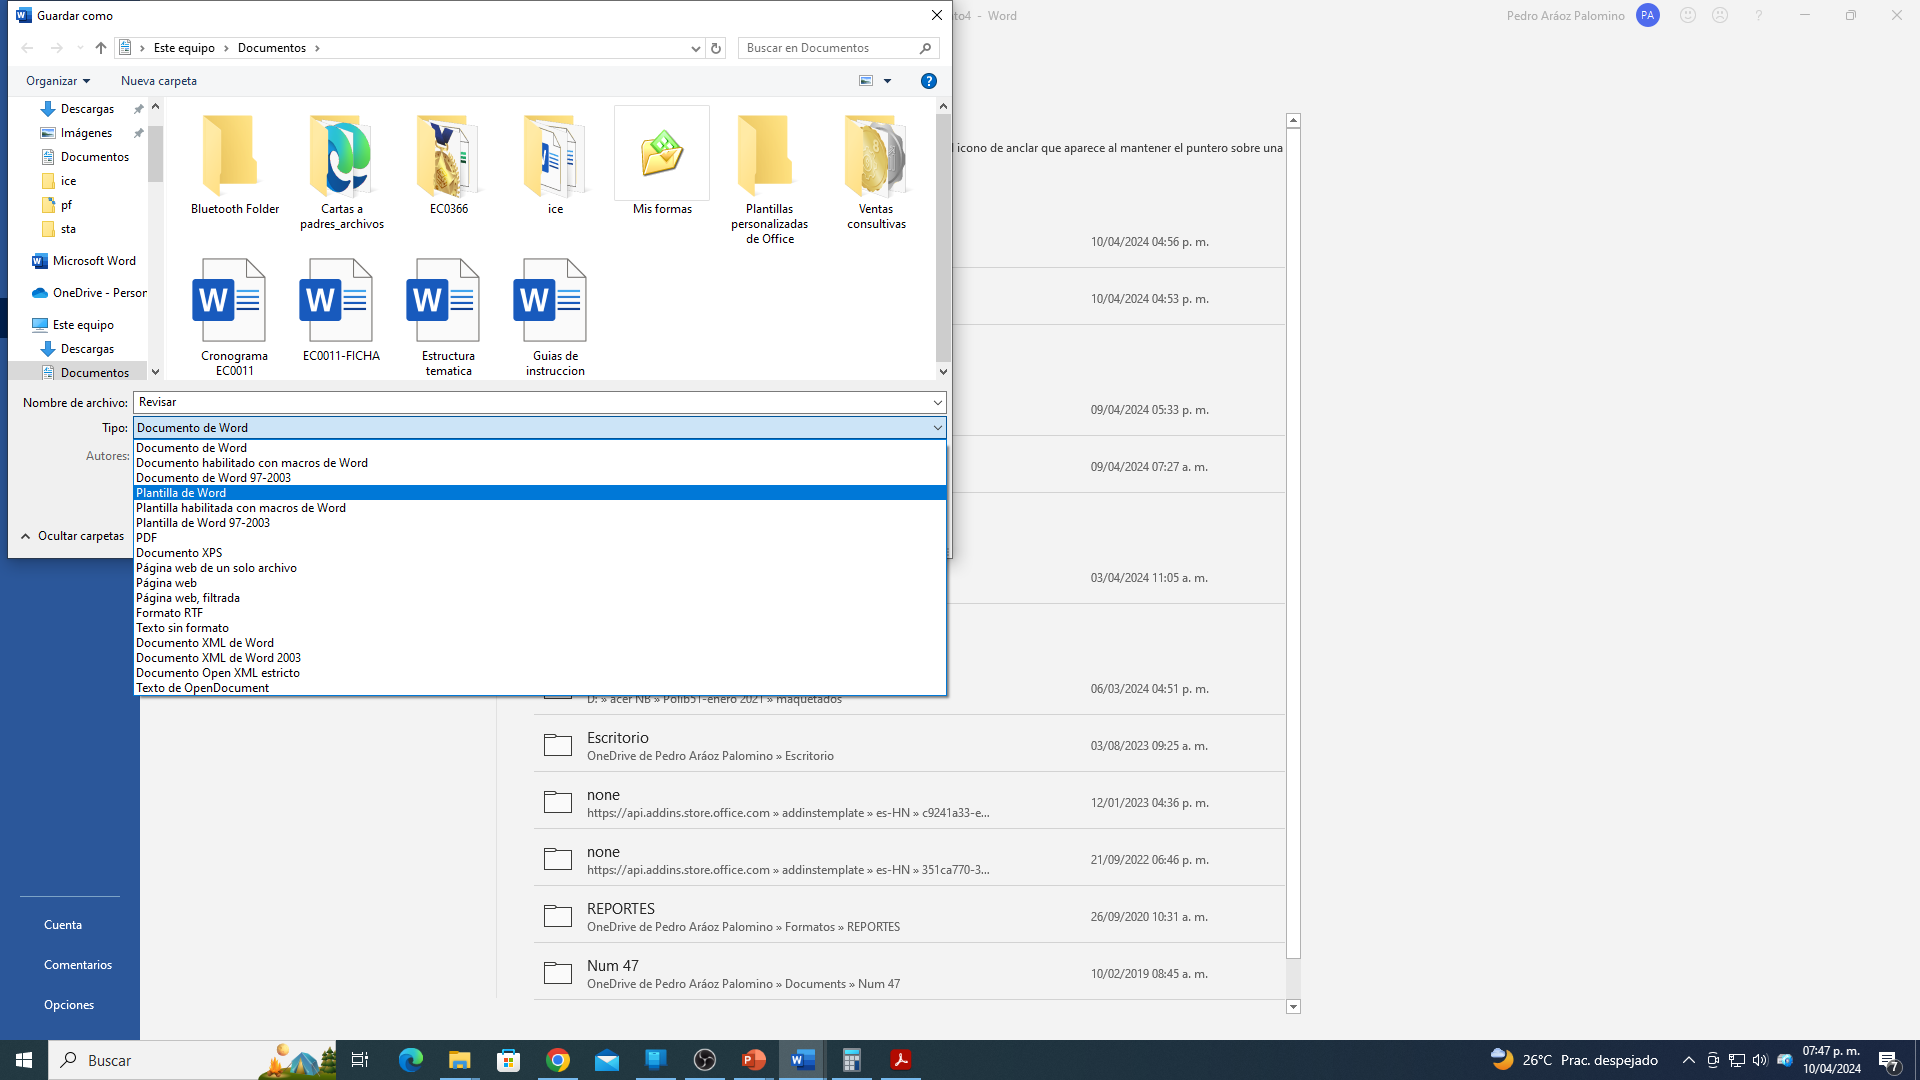 Guardar como
to4 - Word
Pedro Aráoz Palomino
PA
?
Este equipo > Documentos >
Buscar en Documentos
Organizar
Nueva carpeta
?
Descargas
Imágenes
Documentos
ice
pf
sta
Microsoft Word
OneDrive - Person
Este equipo
Descargas
Documentos
Bluetooth Folder
Cartas a
padres_archivos
EC0366
ice
Mis formas
Plantillas
personalizadas
de Office
Ventas
consultivas
Cronograma
EC0011
EC0011-FICHA
Estructura
tematica
Guias de
instruccion
l icono de anclar que aparece al mantener el puntero sobre una
10/04/2024 04:56 p. m.
10/04/2024 04:53 p. m.
09/04/2024 05:33 p. m.
09/04/2024 07:27 a. m.
03/04/2024 11:05 a. m.
Nombre de archivo: Revisar
Tipo: Documento de Word
Autores:
Documento de Word
Documento habilitado con macros de Word
Documento de Word 97-2003
Plantilla de Word
Plantilla habilitada con macros de Word
Plantilla de Word 97-2003
PDF
Documento XPS
Página web de un solo archivo
Página web
Página web, filtrada
Formato RTF
Texto sin formato
Documento XML de Word
Documento XML de Word 2003
Documento Open XML estricto
Texto de OpenDocument
Ocultar carpetas
D: » acer NB » Polib51-enero 2021 » maquetados
06/03/2024 04:51 p. m.
Escritorio
OneDrive de Pedro Aráoz Palomino » Escritorio
03/08/2023 09:25 a. m.
none
https://api.addins.store.office.com » addinstemplate » es-HN » c9241a33-e...
12/01/2023 04:36 p. m.
none
https://api.addins.store.office.com » addinstemplate » es-HN » 351ca770-3...
21/09/2022 06:46 p. m.
REPORTES
OneDrive de Pedro Aráoz Palomino » Formatos » REPORTES
26/09/2020 10:31 a. m.
Num 47
OneDrive de Pedro Aráoz Palomino » Documents » Num 47
10/02/2019 08:45 a. m.
Cuenta
Comentarios
Opciones
Buscar
26°C Prac. despejado
07:47 p. m.
10/04/2024
7